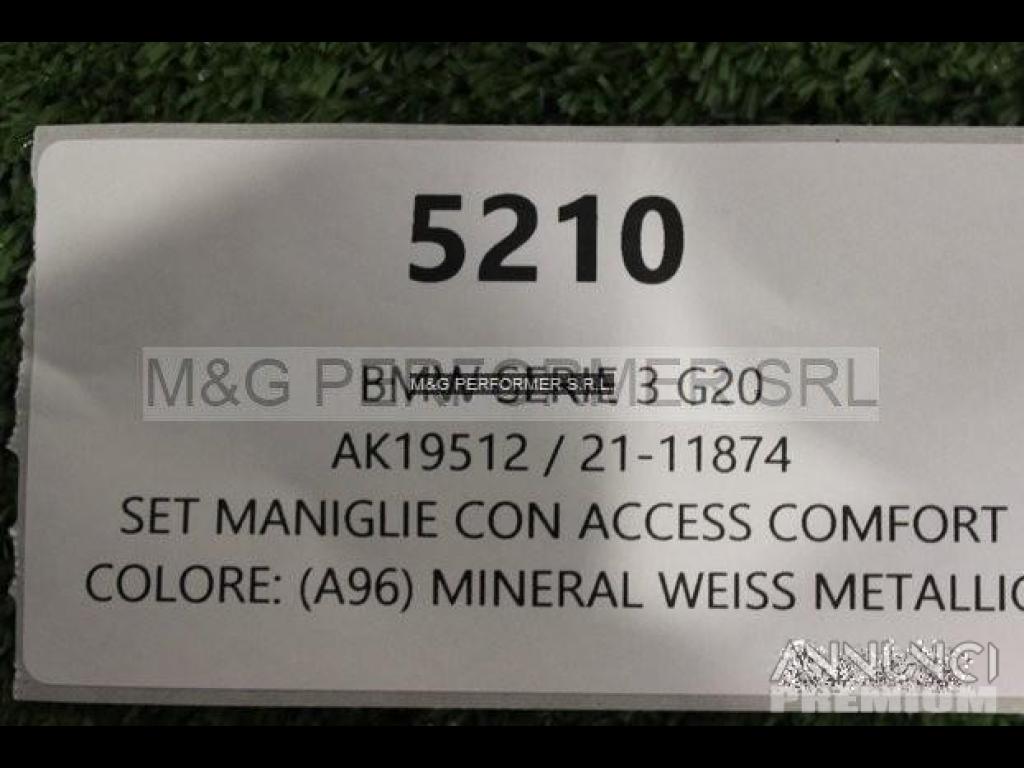 5210
M&G PERFORMER SRL
M&G PERFORMER S.R.L.
BMW SERIE 3 G20
AK19512 / 21-11874
SET MANIGLIE CON ACCESS COMFORT
COLORE: (A96) MINERAL WEISS METALLIC
ANNUNCI
PREMIUM